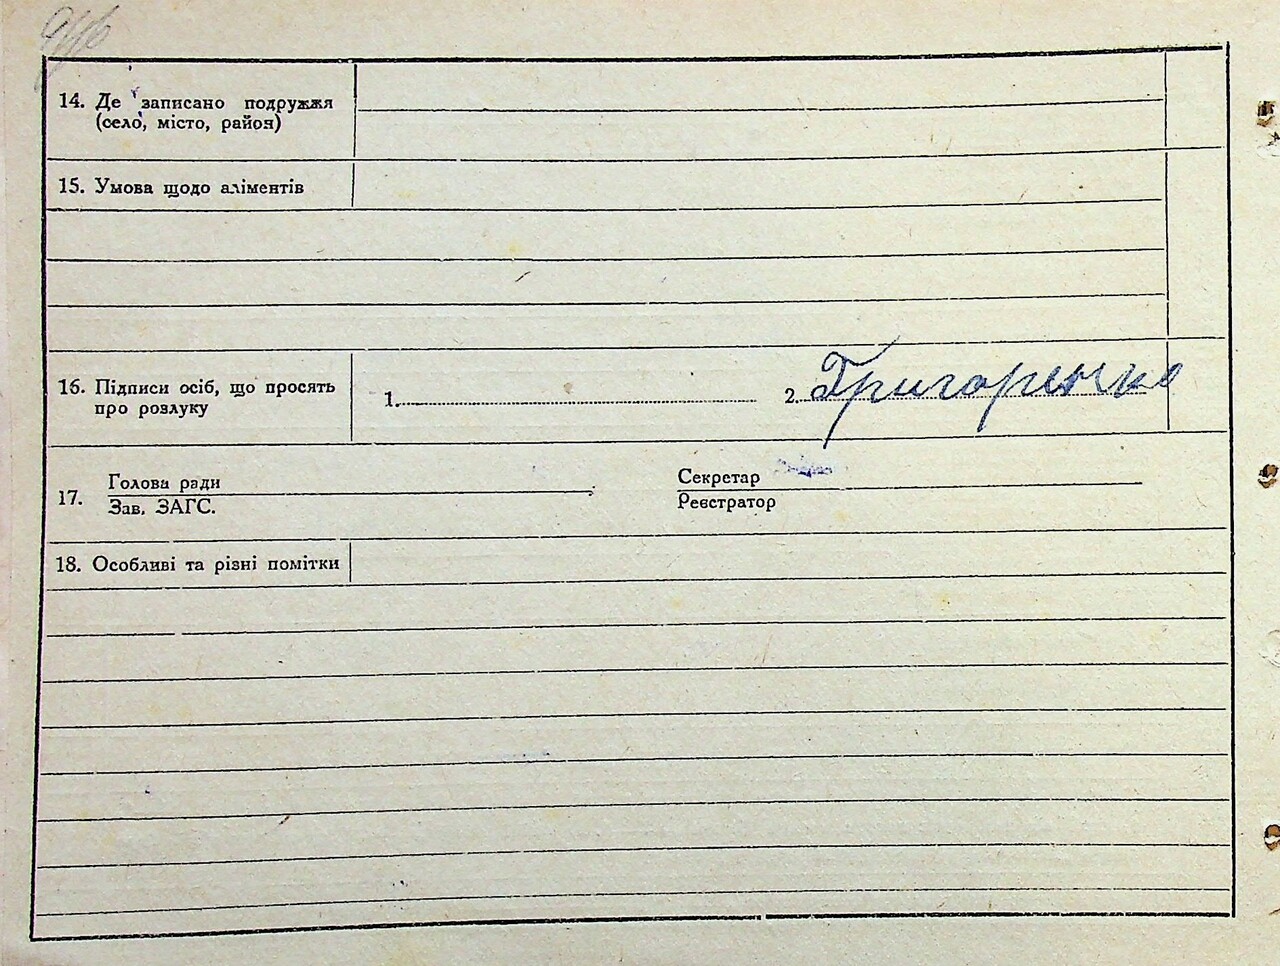 14. Де записано подружжя
(село, місто, район)
15. Умова щодо аліментів
16. Підписи осіб, що просять
про розлуку
1.
2. Григоренко
17.
Голова ради
Зав. ЗАГС.
Секретар
Реєстратор
18. Особливі та різні помітки